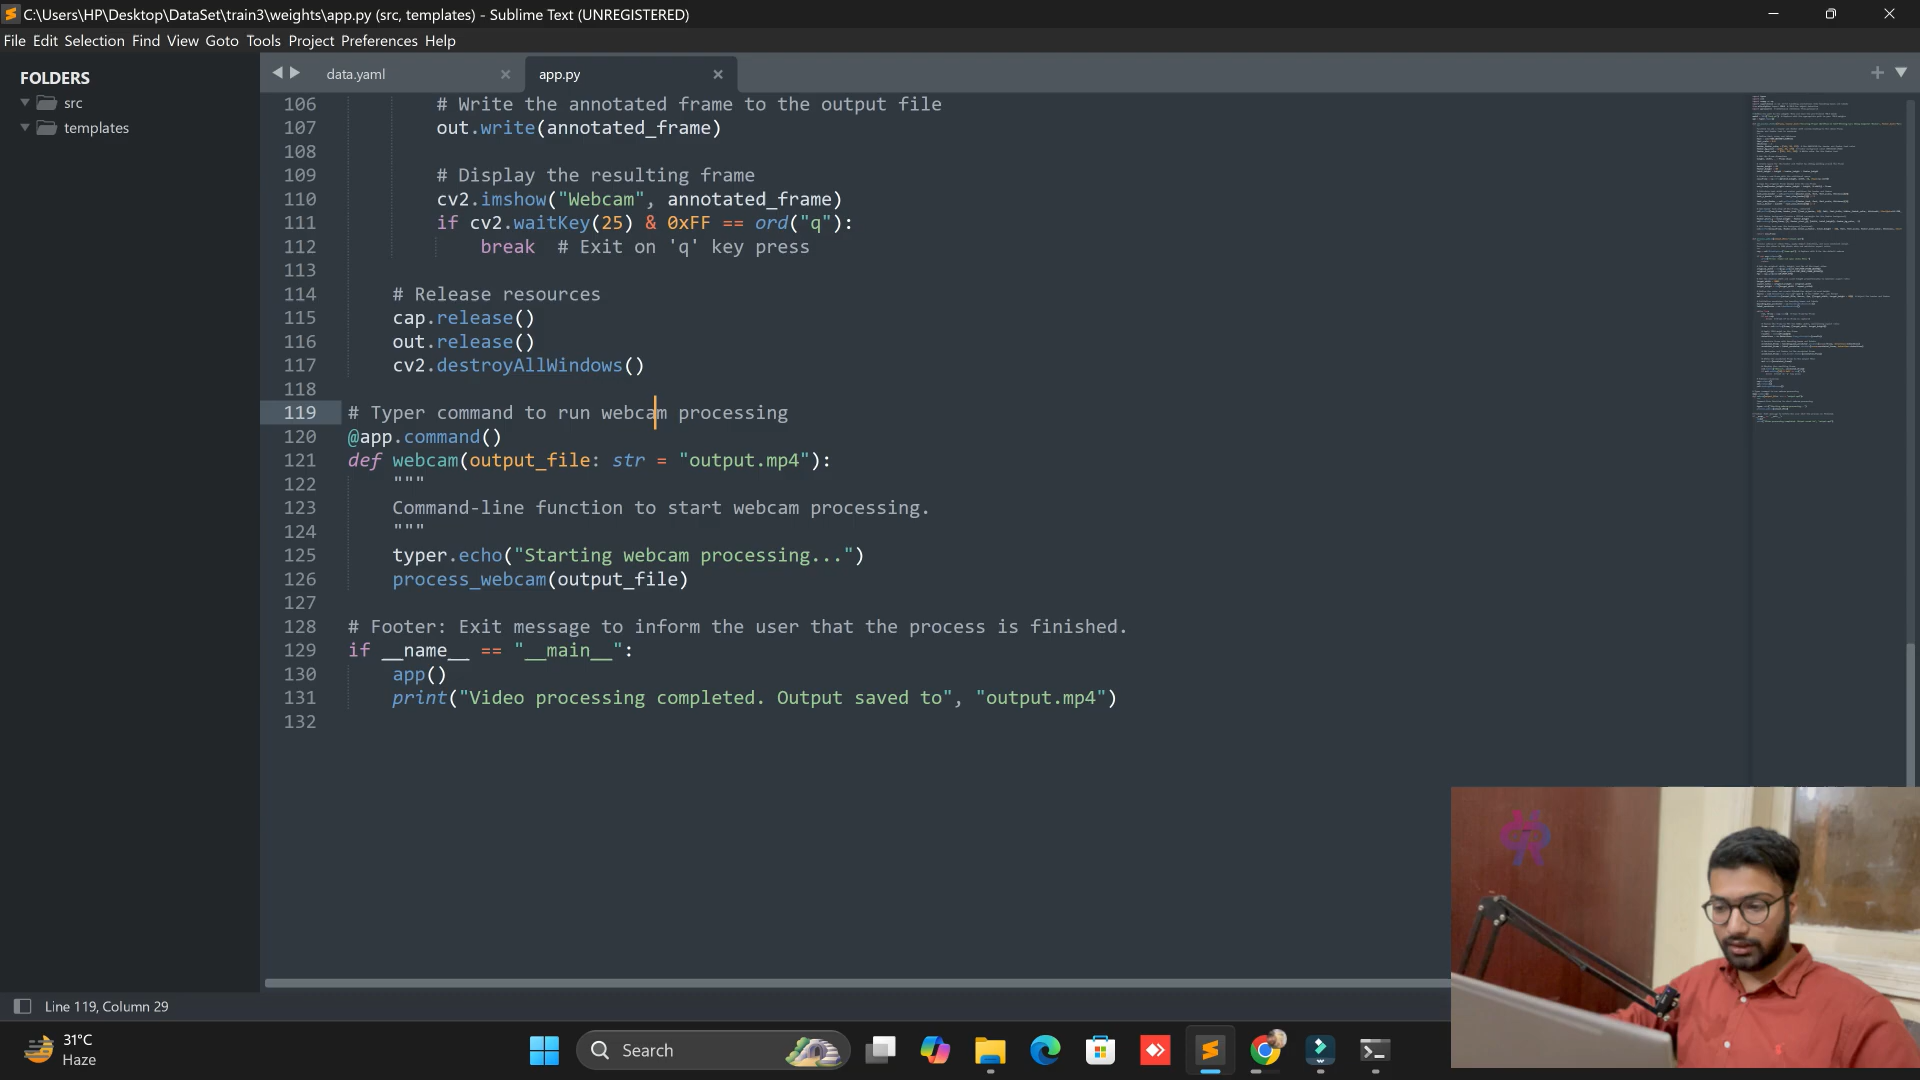 C:\Users\HP\Desktop\DataSet\train3\weights\app.py (src, templates) - Sublime Text (UNREGISTERED)
File Edit Selection Find View Goto Tools Project Preferences Help
FOLDERS
src
templates
data.yaml
app.py
106 # Write the annotated frame to the output file
107 out.write(annotated_frame)
108
109 # Display the resulting frame
110 cv2.imshow("Webcam", annotated_frame)
111 if cv2.waitKey(25) & 0xFF == ord("q"):
112 break # Exit on 'q' key press
113
114 # Release resources
115 cap.release()
116 out.release()
117 cv2.destroyAllWindows()
118
119 # Typer command to run webcam processing
120 @app.command()
121 def webcam(output_file: str = "output.mp4"):
122 """
123 Command-line function to start webcam processing.
124 """
125 typer.echo("Starting webcam processing...")
126 process_webcam(output_file)
127
128 # Footer: Exit message to inform the user that the process is finished.
129 if __name__ == "__main__":
130 app()
131 print("Video processing completed. Output saved to", "output.mp4")
132
Line 119, Column 29
31°C
Haze
Search